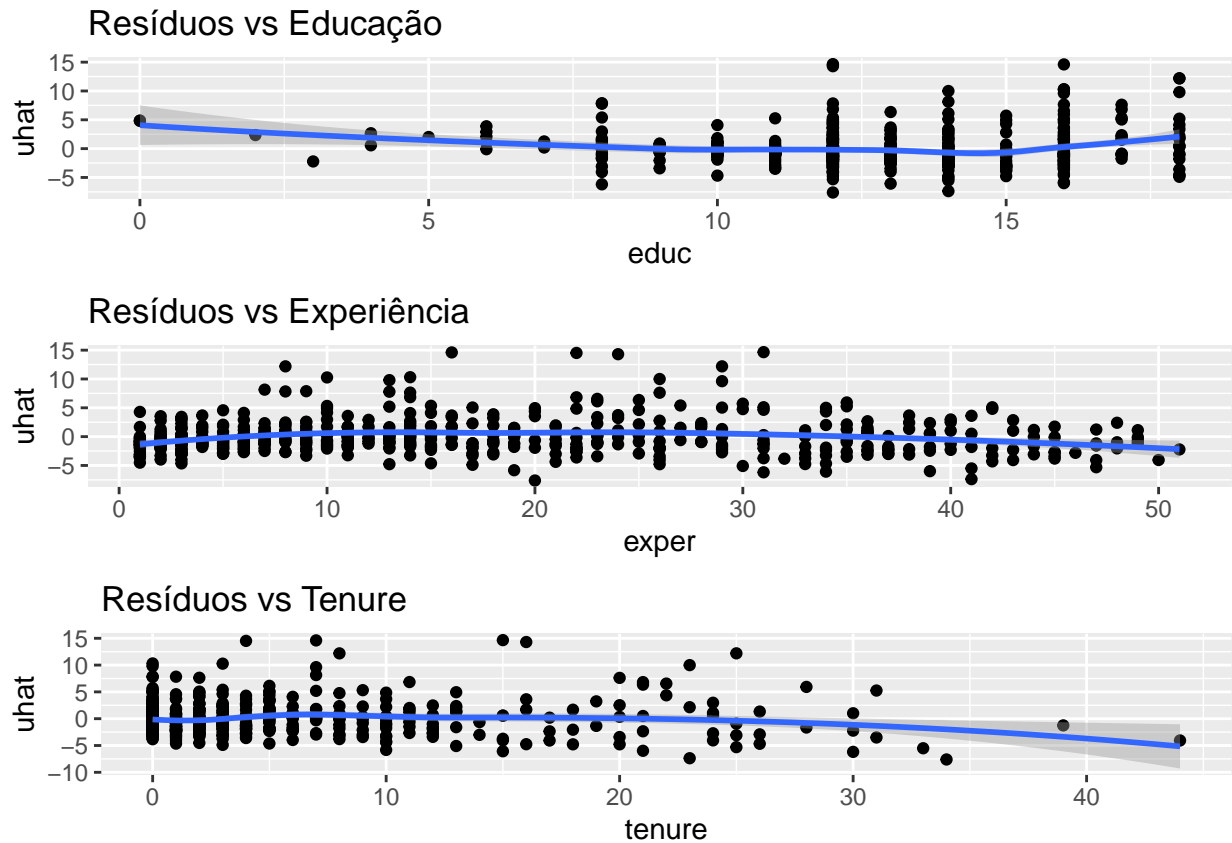 Resíduos vs Educação
15
10
5
0
−5
uhat
0 5 10 15
educ
Resíduos vs Experiência
15
10
5
0
−5
uhat
0 10 20 30 40 50
exper
Resíduos vs Tenure
15
10
5
0
−5
−10
uhat
0 10 20 30 40
tenure